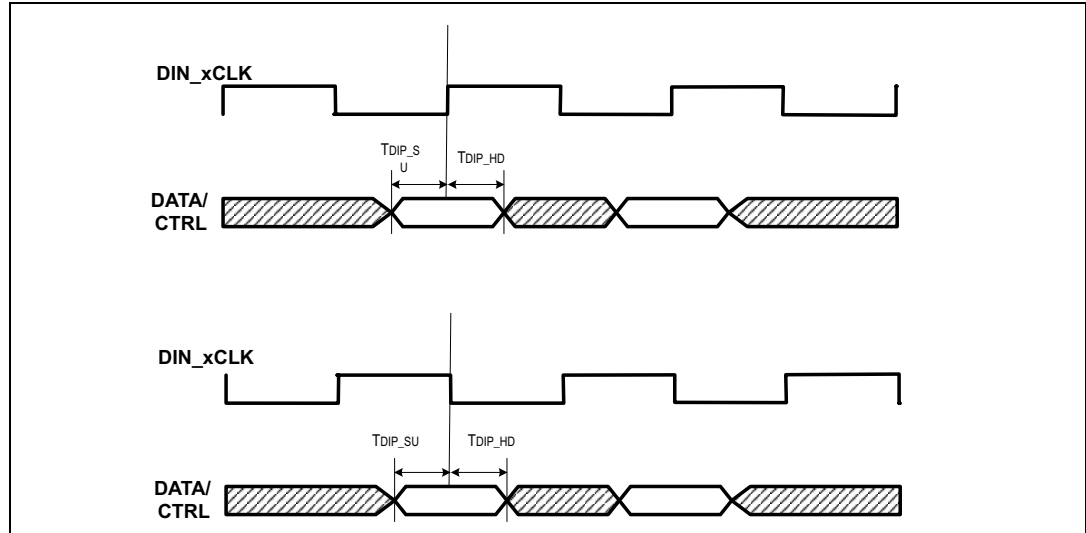 DIN_xCLK
TDIP_S
U
TDIP_HD
DATA/
CTRL
DIN_xCLK
TDIP_SU
TDIP_HD
DATA/
CTRL